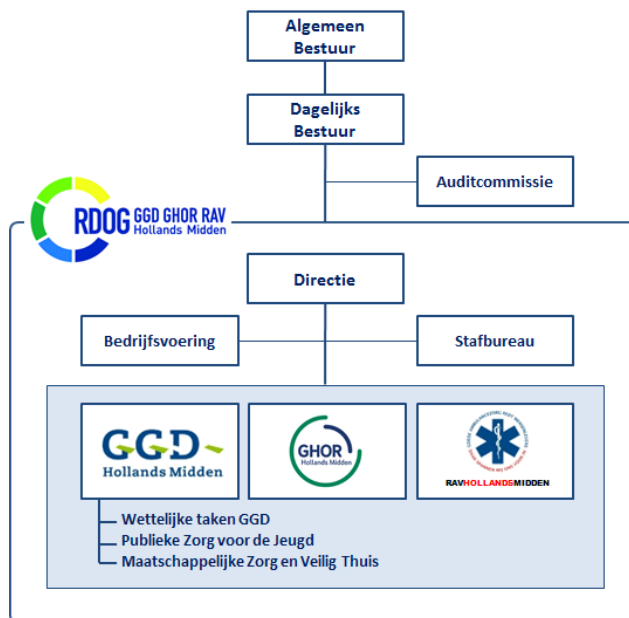 Algemeen
Bestuur
Dagelijks
Bestuur
Auditcommissie
RDOG GGD GHOR RAV
Hollands Midden
Directie
Bedrijfsvoering
Stafbureau
GGD
Hollands Midden
GHOR
Hollands Midden
RAVHOLLANDSMIDDEN
Wettelijke taken GGD
Publieke Zorg voor de Jeugd
Maatschappelijke Zorg en Veilig Thuis